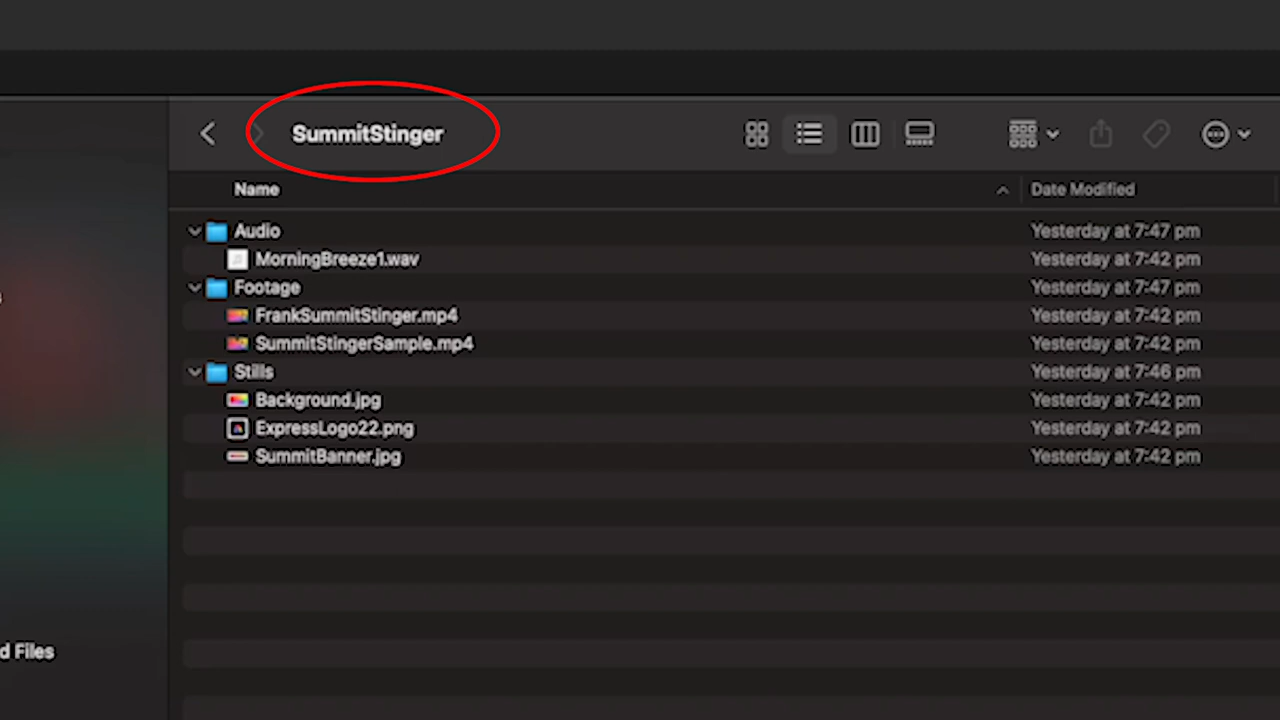 SummitStinger
Name Date Modified
Audio Yesterday at 7:47 pm
MorningBreeze1.wav Yesterday at 7:42 pm
Footage Yesterday at 7:47 pm
FrankSummitStinger.mp4 Yesterday at 7:42 pm
SummitStingerSample.mp4 Yesterday at 7:42 pm
Stills Yesterday at 7:46 pm
Background.jpg Yesterday at 7:42 pm
ExpressLogo22.png Yesterday at 7:42 pm
SummitBanner.jpg Yesterday at 7:42 pm
d Files